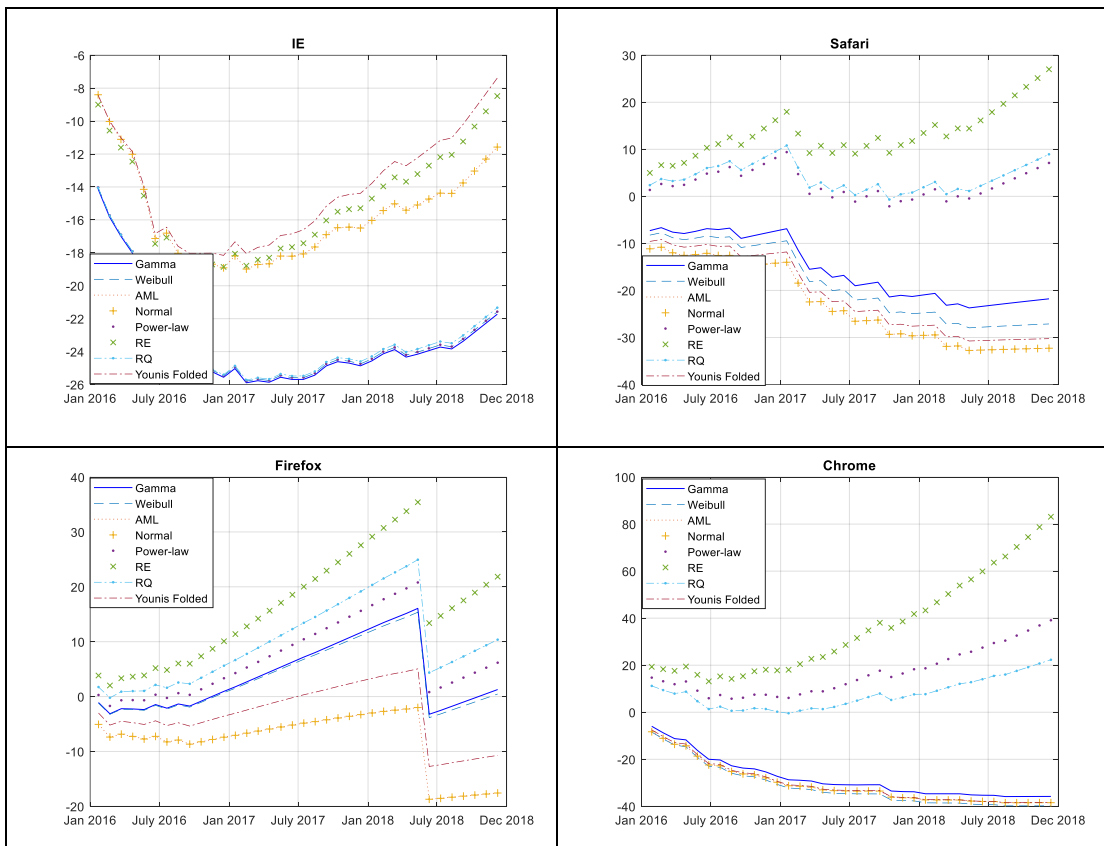 IE
-6
-8
-10
-12
-14
-16
-18
-20
-22
-24
-26
Gamma
Weibull
AML
Normal
Power-law
RE
RQ
Younis Folded
Jan 2016 July 2016 Jan 2017 July 2017 Jan 2018 July 2018 Dec 2018
Safari
30
20
10
0
-10
-20
-30
-40
Gamma
Weibull
AML
Normal
Power-law
RE
RQ
Younis Folded
Jan 2016 July 2016 Jan 2017 July 2017 Jan 2018 July 2018 Dec 2018
Firefox
40
30
20
10
0
-10
-20
Gamma
Weibull
AML
Normal
Power-law
RE
RQ
Younis Folded
Jan 2016 July 2016 Jan 2017 July 2017 Jan 2018 July 2018 Dec 2018
Chrome
100
80
60
40
20
0
-20
-40
Gamma
Weibull
AML
Normal
Power-law
RE
RQ
Younis Folded
Jan 2016 July 2016 Jan 2017 July 2017 Jan 2018 July 2018 Dec 2018